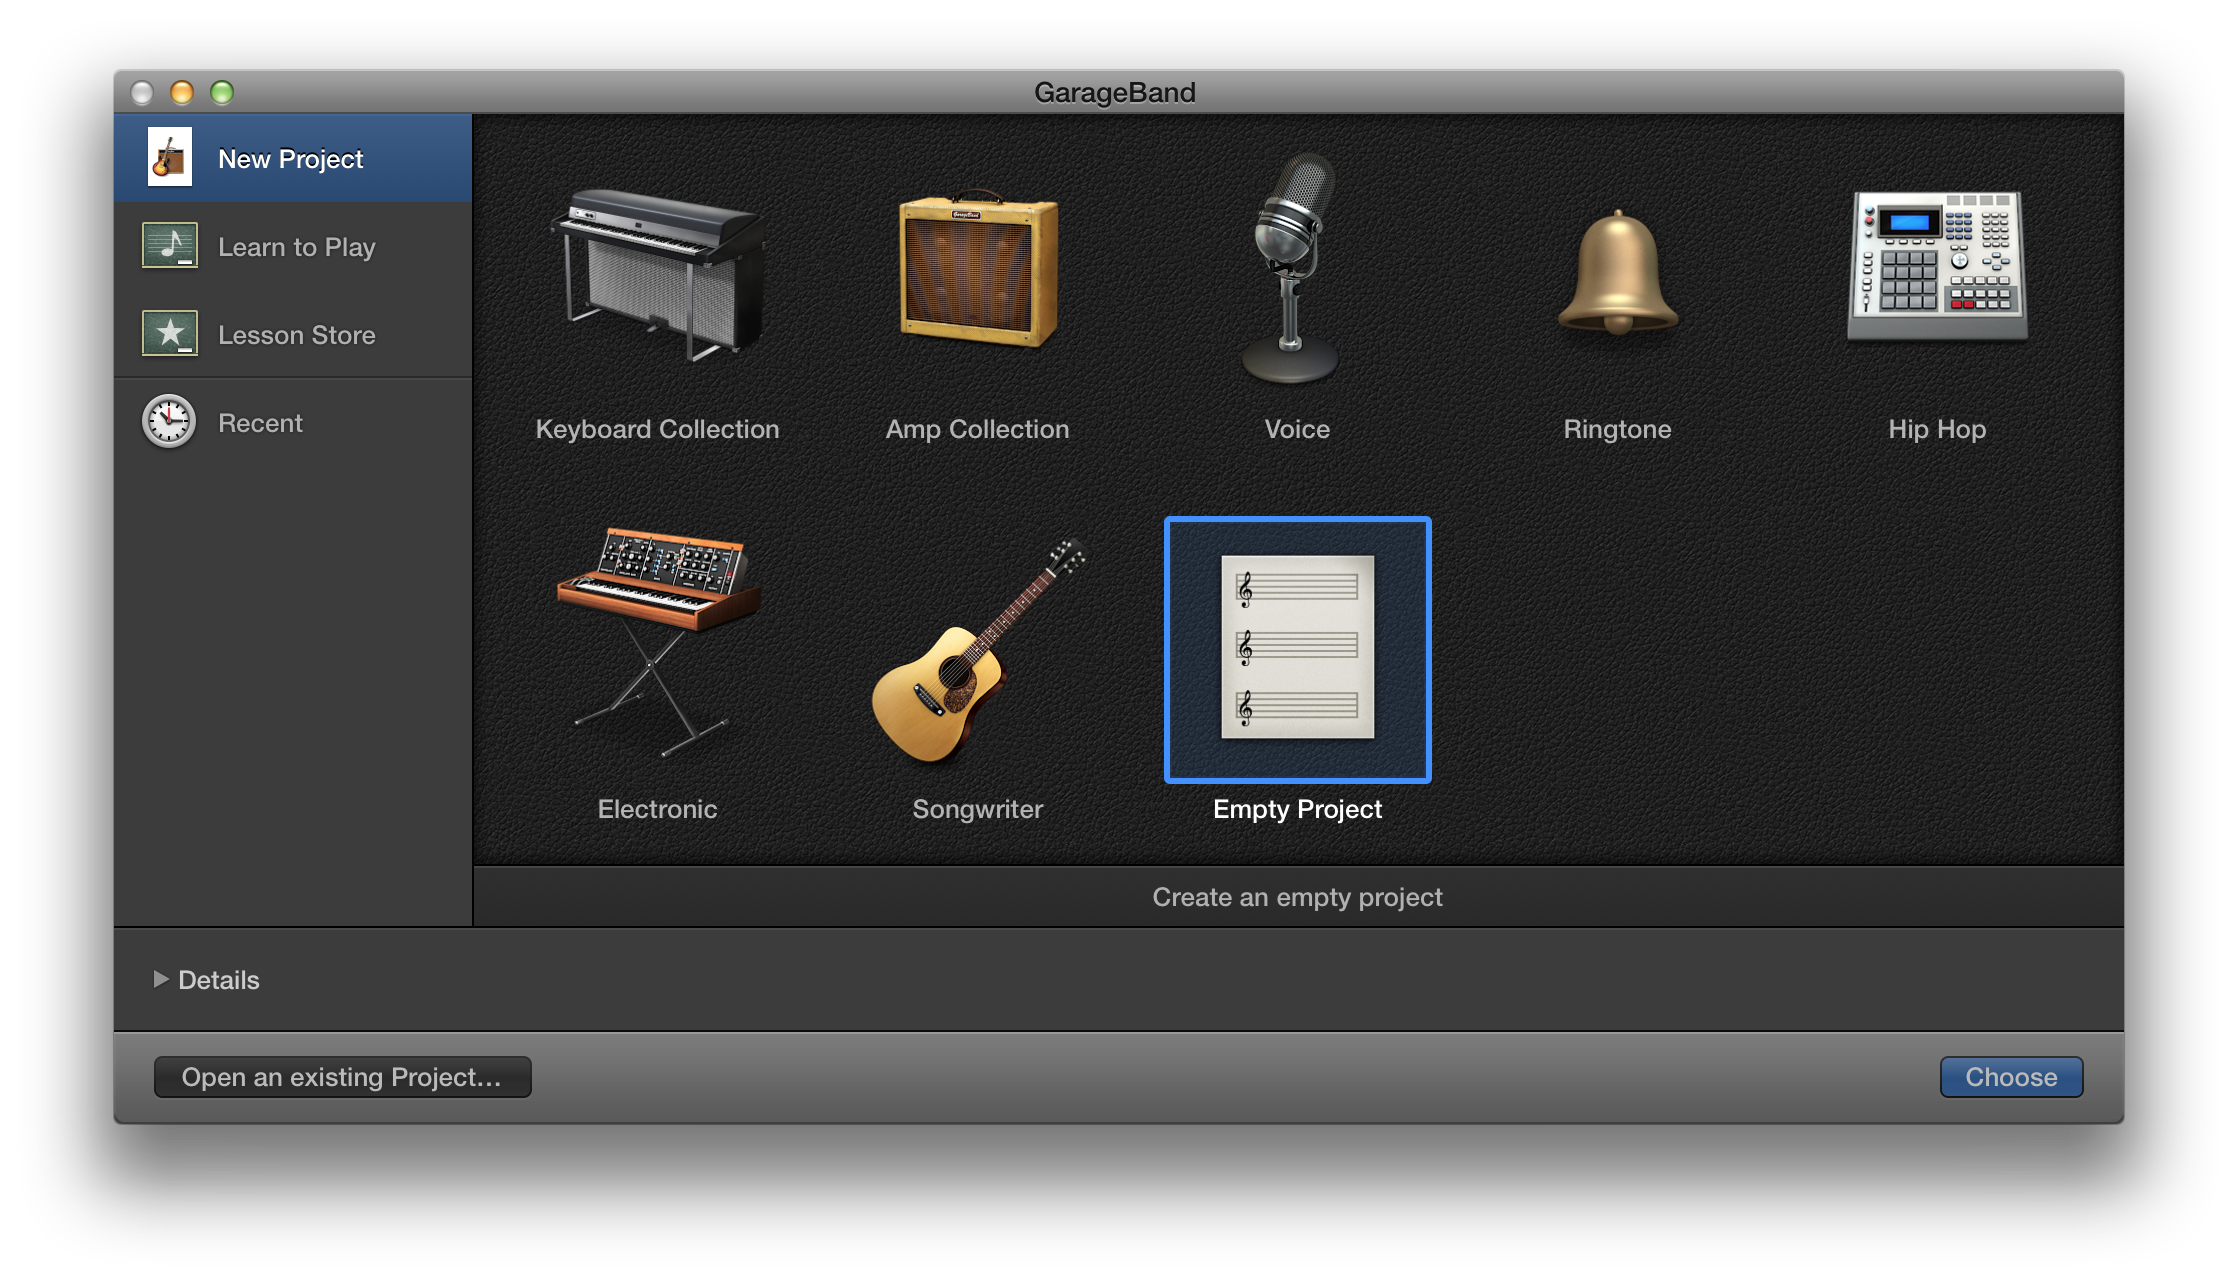 GarageBand
New Project
Learn to Play
Lesson Store
Recent
Keyboard Collection
Amp Collection
Voice
Ringtone
Hip Hop
Electronic
Songwriter
Empty Project
Create an empty project
Details
Open an existing Project...
Choose